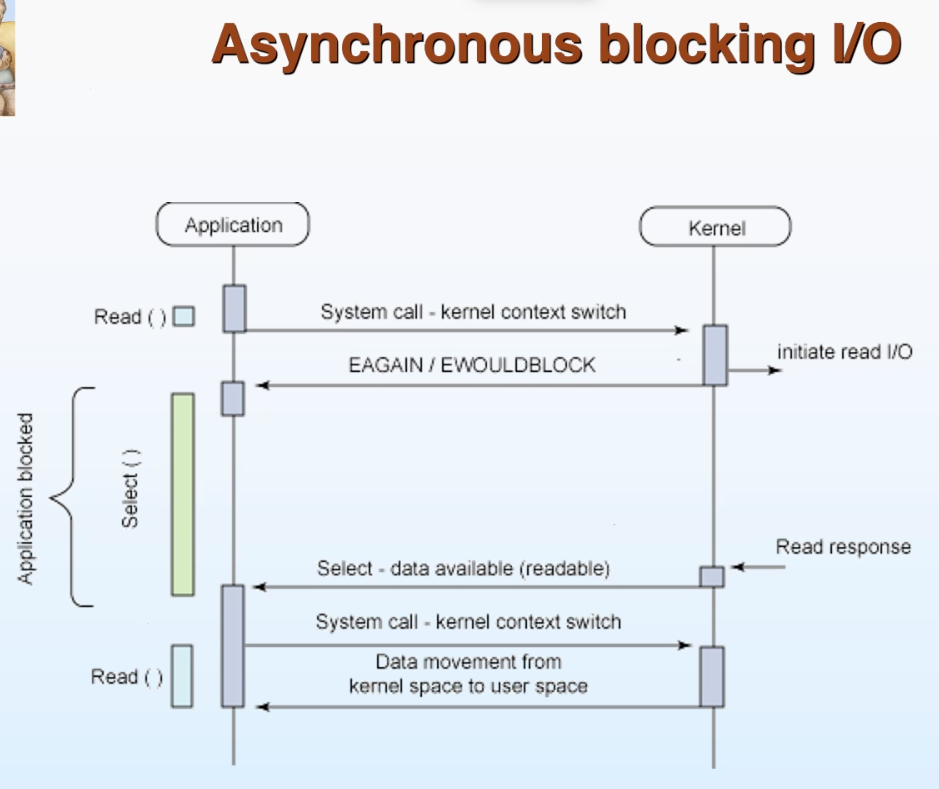 Asynchronous blocking I/O
Application
Kernel
Read ( )
System call - kernel context switch
initiate read I/O
EAGAIN / EWOULDBLOCK
Application blocked
Select ( )
Read response
Select - data available (readable)
System call - kernel context switch
Read ( )
Data movement from
kernel space to user space